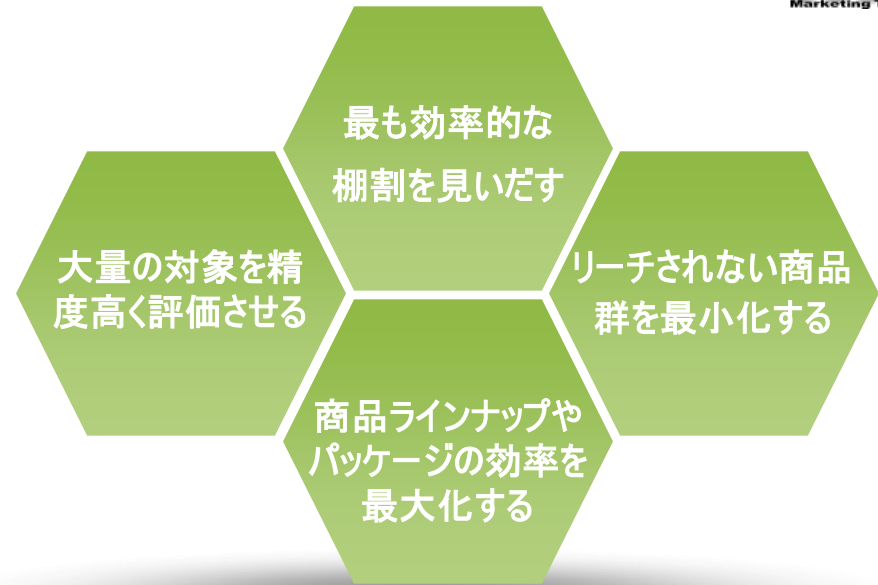 Marketing
最も効率的な
棚割を見いだす
大量の対象を精
度高く評価させる
リーチされない商品
群を最小化する
商品ラインナップや
パッケージの効率を
最大化する